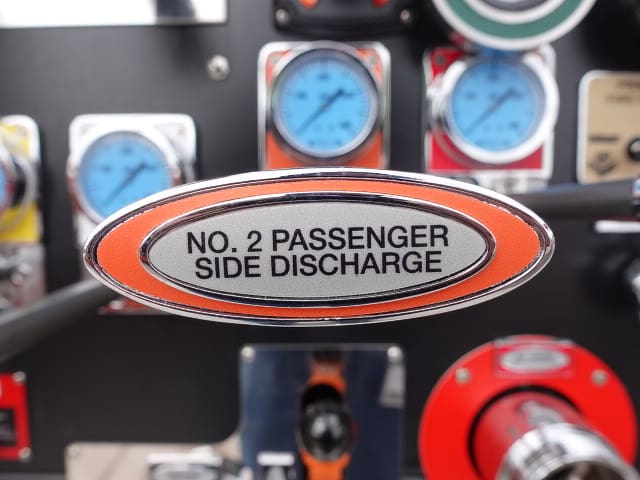 NO. 2 PASSENGER
SIDE DISCHARGE